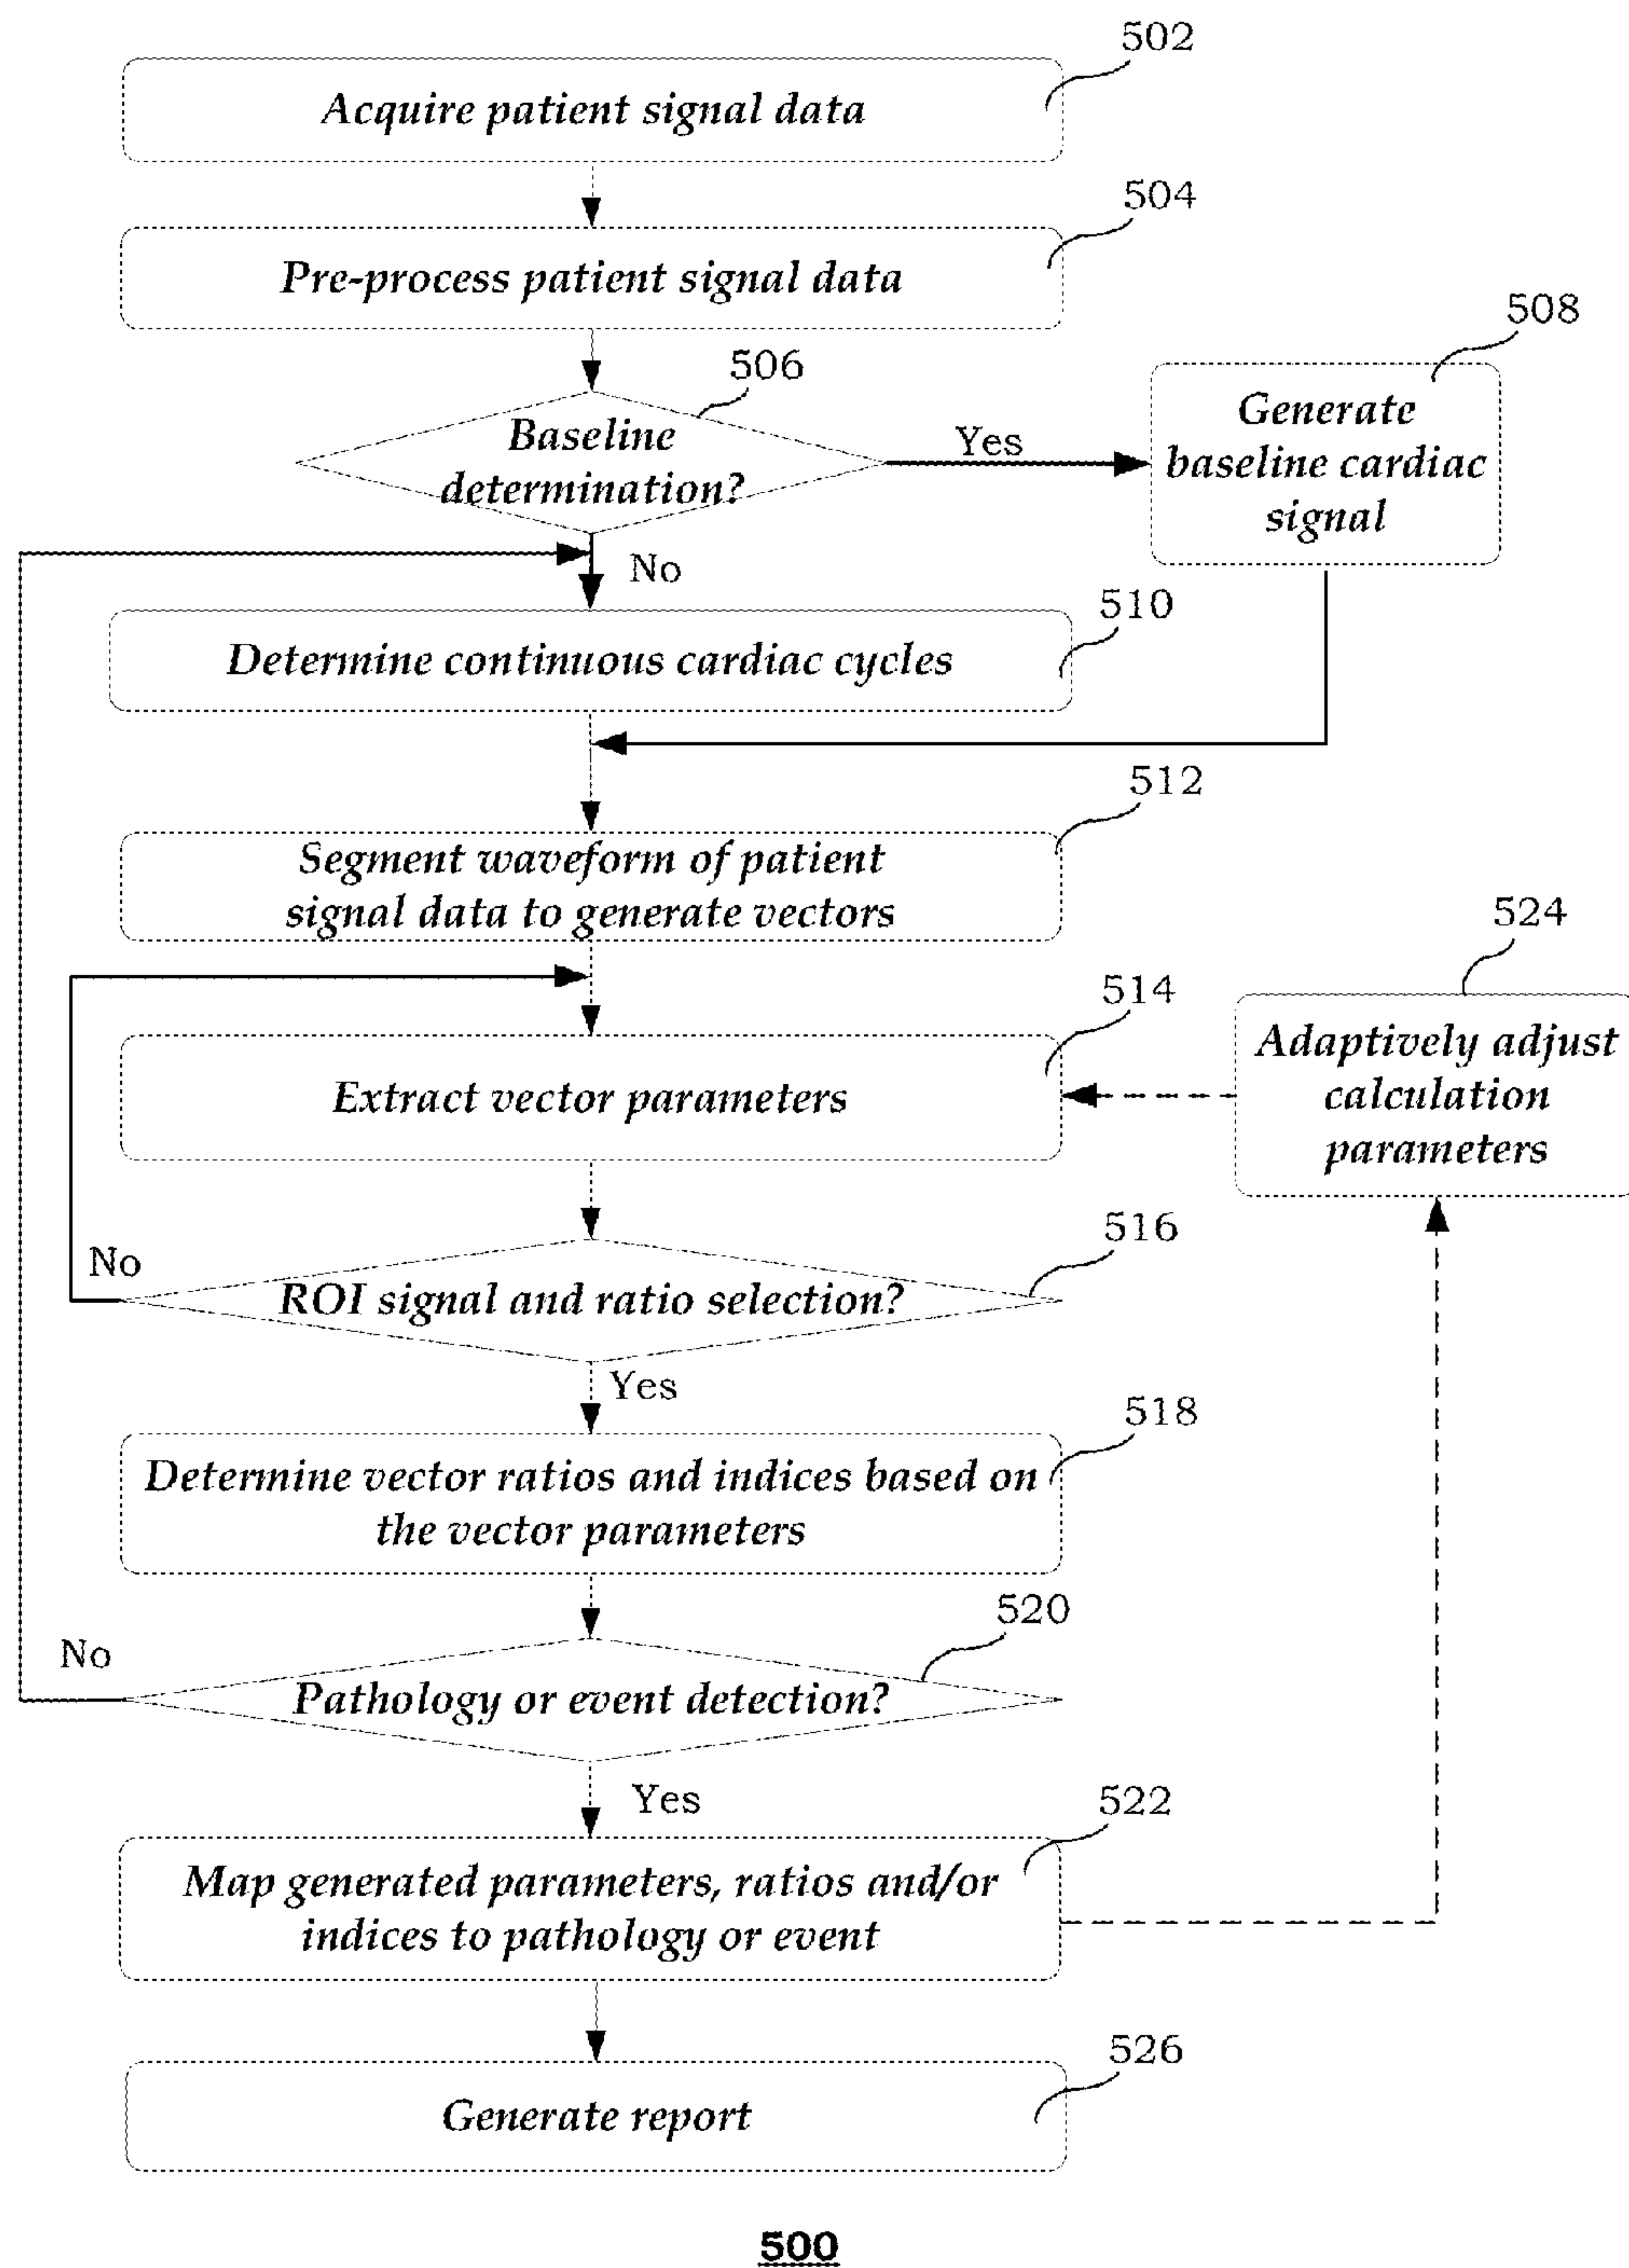 502
Acquire patient signal data
504
Pre-process patient signal data
506
508
Baseline
determination?
Yes
Generate
baseline cardiac
signal
No
510
Determine continuous cardiac cycles
512
Segment waveform of patient
signal data to generate vectors
524
514
Extract vector parameters
Adaptively adjust
calculation
parameters
516
No
ROI signal and ratio selection?
Yes
518
Determine vector ratios and indices based on
the vector parameters
520
No
Pathology or event detection?
Yes
522
Map generated parameters, ratios and/or
indices to pathology or event
526
Generate report
500